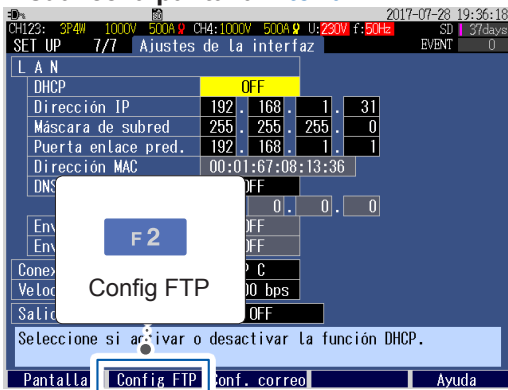 2017-07-28 19:36:18
CH123: 3P4W 1000V 500A CH4:1000V 500A U:230V f:50Hz SD 37days
SET UP 7/7 Ajustes de la interfaz EVENT 0
LAN
DHCP OFF
Dirección IP 192. 168. 1. 31
Máscara de subred 255. 255. 255. 0
Puerta enlace pred. 192. 168. 1. 1
Dirección MAC 00:01:67:08:13:36
DNS OFF
0. 0. 0
F2
Config FTP
OFF
OFF
P C
bps
OFF
Seleccione si activar o desactivar la función DHCP.
Pantalla Config FTP Conf. correo Ayuda